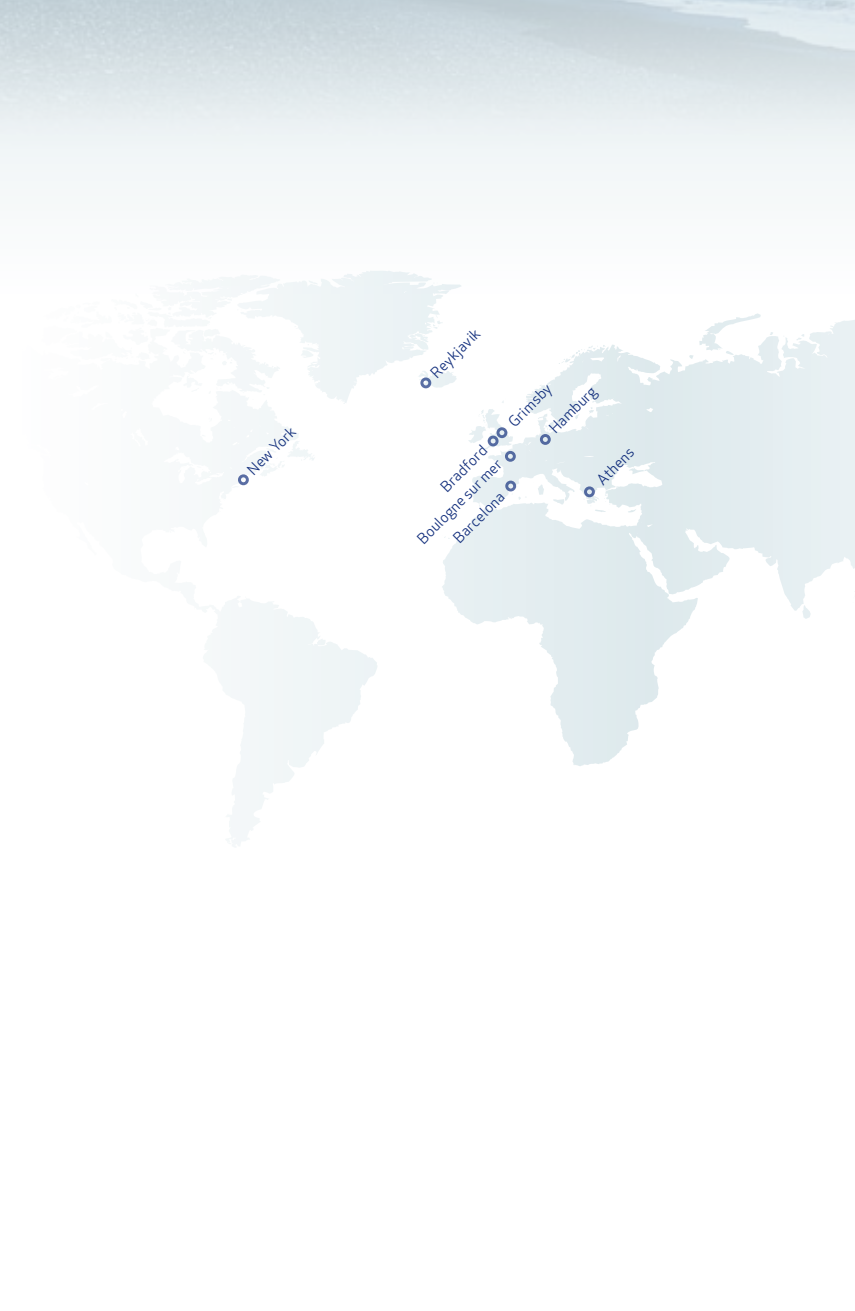 Reykjavik
Grimsby
Hamburg
New York
Bradford
Athens
Boulogne sur mer
Barcelona